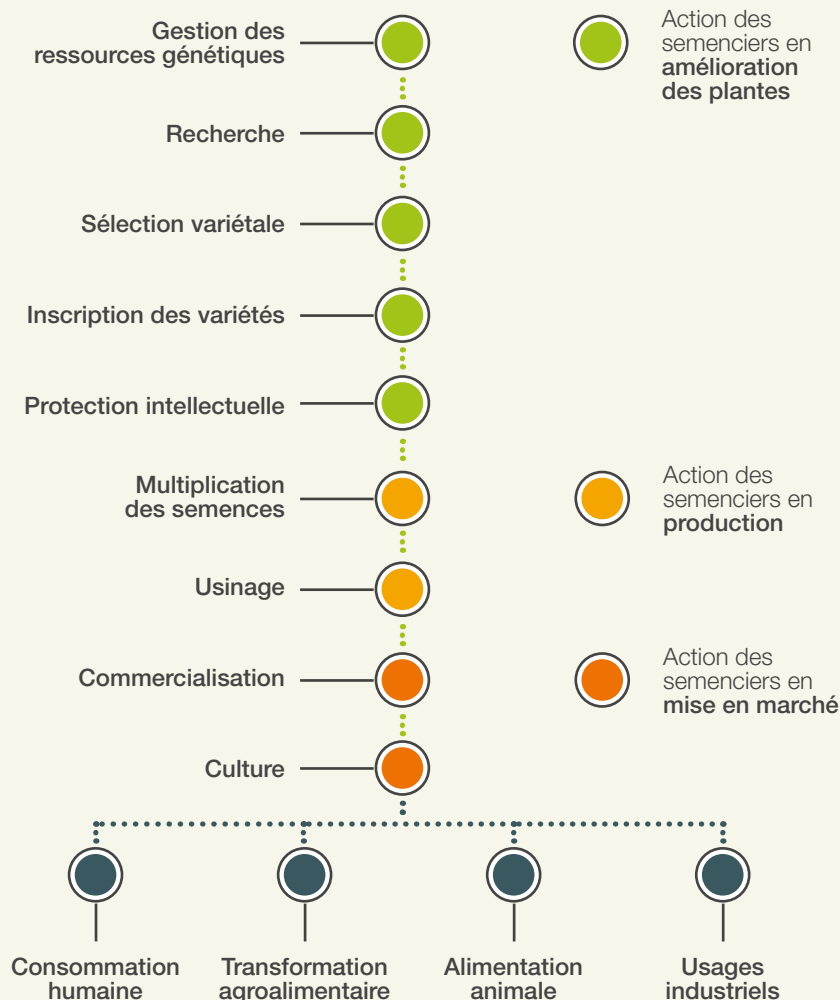 Gestion des
ressources génétiques
Action des
semenciers en
amélioration
des plantes
Recherche
Sélection variétale
Inscription des variétés
Protection intellectuelle
Multiplication
des semences
Action des
semenciers en
production
Usinage
Commercialisation
Action des
semenciers en
mise en marché
Culture
Consommation
humaine
Transformation
agroalimentaire
Alimentation
animale
Usages
industriels